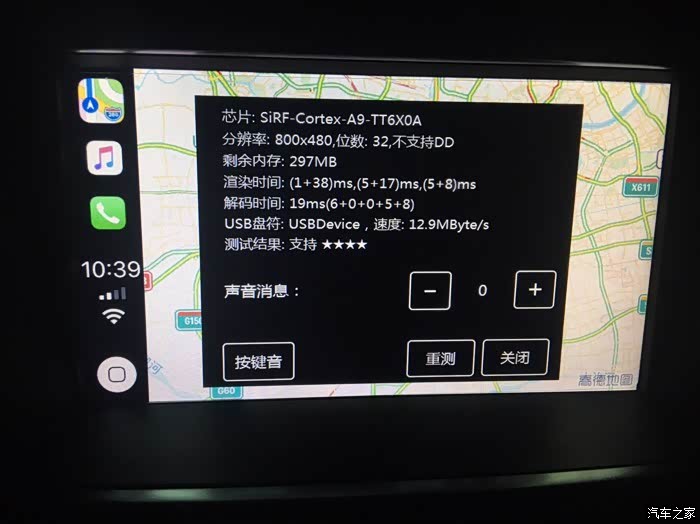 芯片: SiRF-Cortex-A9-TT6X0A
分辨率: 800x480,位数: 32,不支持DD
剩余内存: 297MB
渲染时间: (1+38)ms,(5+17)ms,(5+8)ms
解码时间: 19ms(6+0+0+5+8)
USB盘符: USBDevice , 速度: 12.9MByte/s
测试结果: 支持 ★★★★
X611
10:39
声音消息 :
− 0 +
按键音 重测 关闭
G60
高德地图
汽车之家